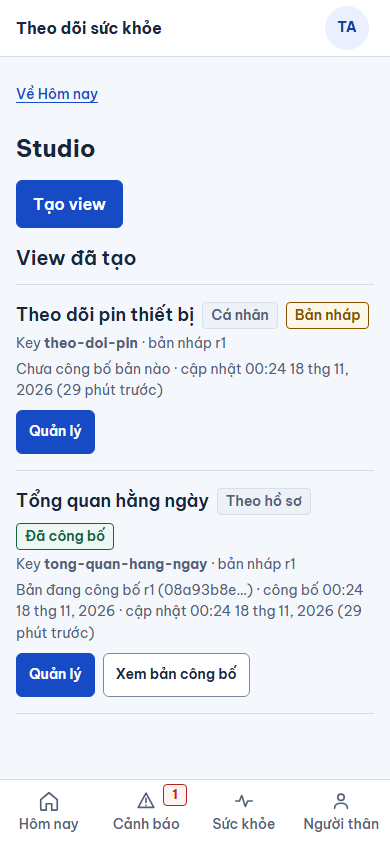 Theo dõi sức khỏe
TA
Về Hôm nay
Studio
Tạo view
View đã tạo
Theo dõi pin thiết bị Cá nhân Bản nháp
Key theo-doi-pin · bản nháp r1
Chưa công bố bản nào · cập nhật 00:24 18 thg 11,
2026 (29 phút trước)
Quản lý
Tổng quan hằng ngày Theo hồ sơ
Đã công bố
Key tong-quan-hang-ngay · bản nháp r1
Bản đang công bố r1 (08a93b8e…) · công bố 00:24
18 thg 11, 2026 · cập nhật 00:24 18 thg 11, 2026 (29
phút trước)
Quản lý Xem bản công bố
1
Hôm nay Cảnh báo Sức khỏe Người thân